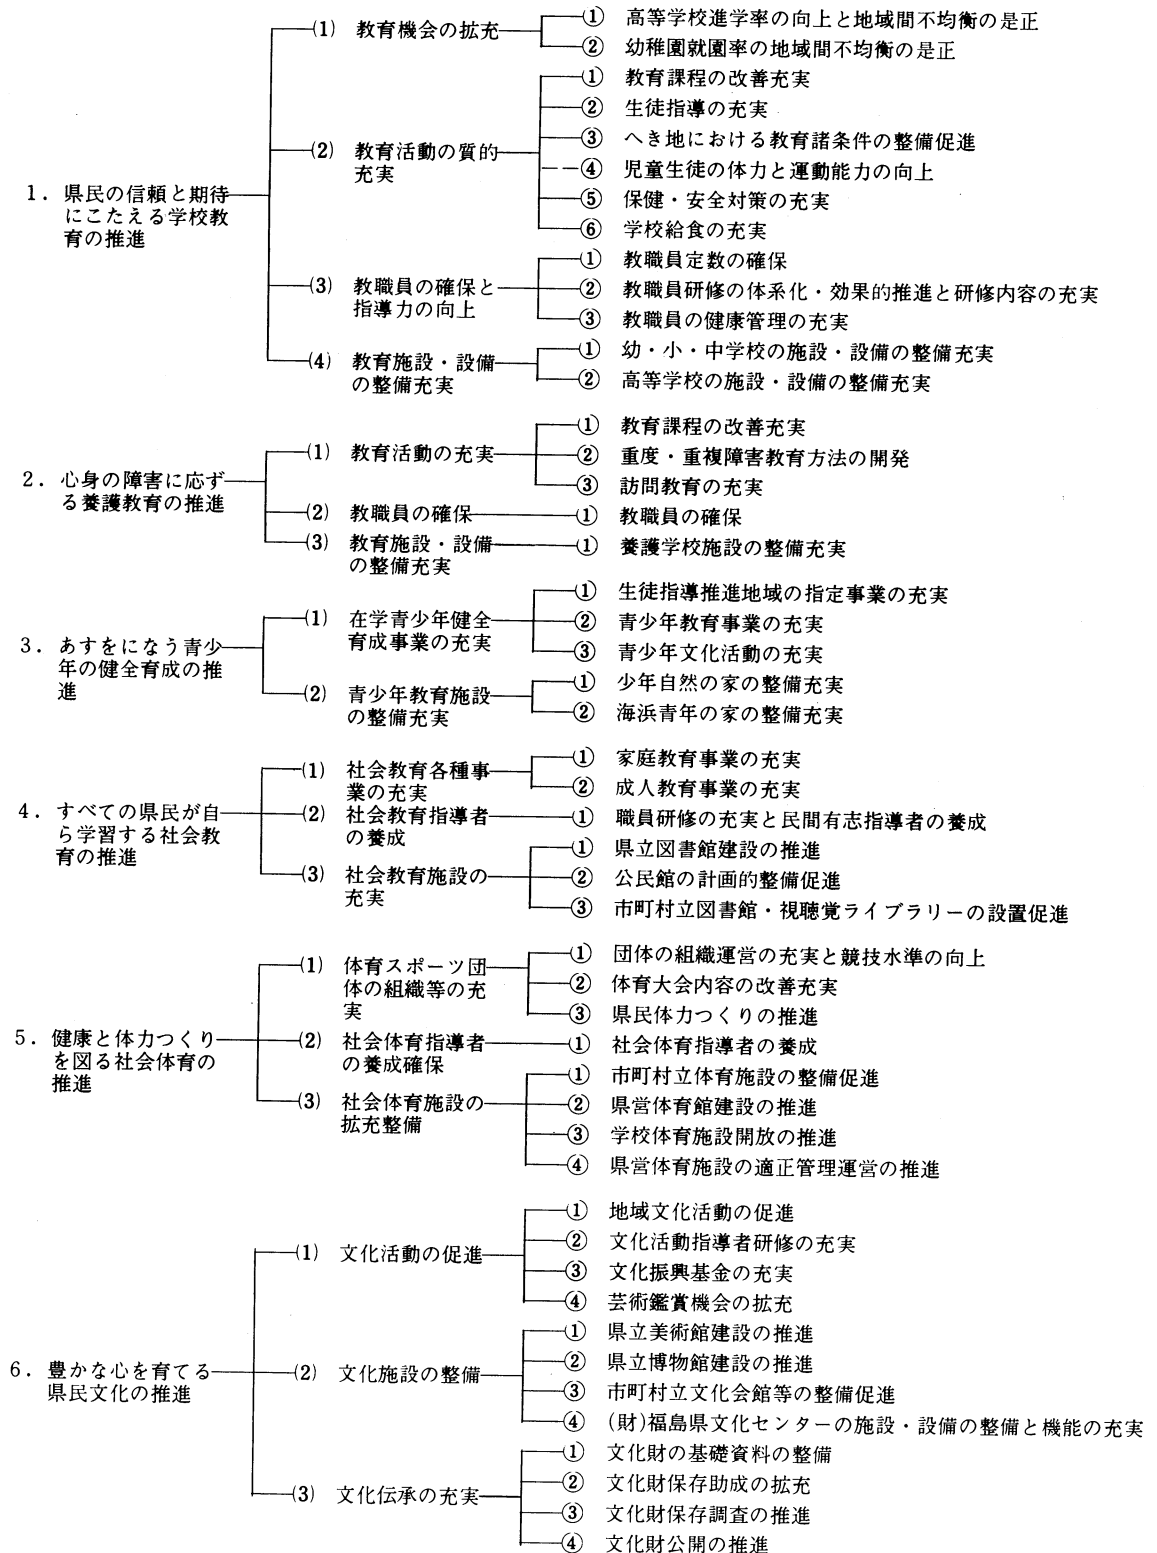 1. 県民の信頼と期待
にこたえる学校教
育の推進
(1) 教育機会の拡充
① 高等学校進学率の向上と地域間不均衡の是正
② 幼稚園就園率の地域間不均衡の是正
(2) 教育活動の質的
充実
① 教育課程の改善充実
② 生徒指導の充実
③ へき地における教育諸条件の整備促進
④ 児童生徒の体力と運動能力の向上
⑤ 保健・安全対策の充実
⑥ 学校給食の充実
(3) 教職員の確保と
指導力の向上
① 教職員定数の確保
② 教職員研修の体系化・効果的推進と研修内容の充実
③ 教職員の健康管理の充実
(4) 教育施設・設備
の整備充実
① 幼・小・中学校の施設・設備の整備充実
② 高等学校の施設・設備の整備充実
2. 心身の障害に応ず
る養護教育の推進
(1) 教育活動の充実
① 教育課程の改善充実
② 重度・重複障害教育方法の開発
③ 訪問教育の充実
(2) 教職員の確保
① 教職員の確保
(3) 教育施設・設備
の整備充実
① 養護学校施設の整備充実
3. あすをになう青少
年の健全育成の推
進
(1) 在学青少年健全
育成事業の充実
① 生徒指導推進地域の指定事業の充実
② 青少年教育事業の充実
③ 青少年文化活動の充実
(2) 青少年教育施設
の整備充実
① 少年自然の家の整備充実
② 海浜青年の家の整備充実
4. すべての県民が自
ら学習する社会教
育の推進
(1) 社会教育各種事
業の充実
① 家庭教育事業の充実
② 成人教育事業の充実
(2) 社会教育指導者
の養成
① 職員研修の充実と民間有志指導者の養成
(3) 社会教育施設の
充実
① 県立図書館建設の推進
② 公民館の計画的整備促進
③ 市町村立図書館・視聴覚ライブラリーの設置促進
5. 健康と体力つくり
を図る社会体育の
推進
(1) 体育スポーツ団
体の組織等の充
実
① 団体の組織運営の充実と競技水準の向上
② 体育大会内容の改善充実
③ 県民体力つくりの推進
(2) 社会体育指導者
の養成確保
① 社会体育指導者の養成
(3) 社会体育施設の
拡充整備
① 市町村立体育施設の整備促進
② 県営体育館建設の推進
③ 学校体育施設開放の推進
④ 県営体育施設の適正管理運営の推進
6. 豊かな心を育てる
県民文化の推進
(1) 文化活動の促進
① 地域文化活動の促進
② 文化活動指導者研修の充実
③ 文化振興基金の充実
④ 芸術鑑賞機会の拡充
(2) 文化施設の整備
① 県立美術館建設の推進
② 県立博物館建設の推進
③ 市町村立文化会館等の整備促進
④ (財)福島県文化センターの施設・設備の整備と機能の充実
(3) 文化伝承の充実
① 文化財の基礎資料の整備
② 文化財保存助成の拡充
③ 文化財保存調査の推進
④ 文化財公開の推進